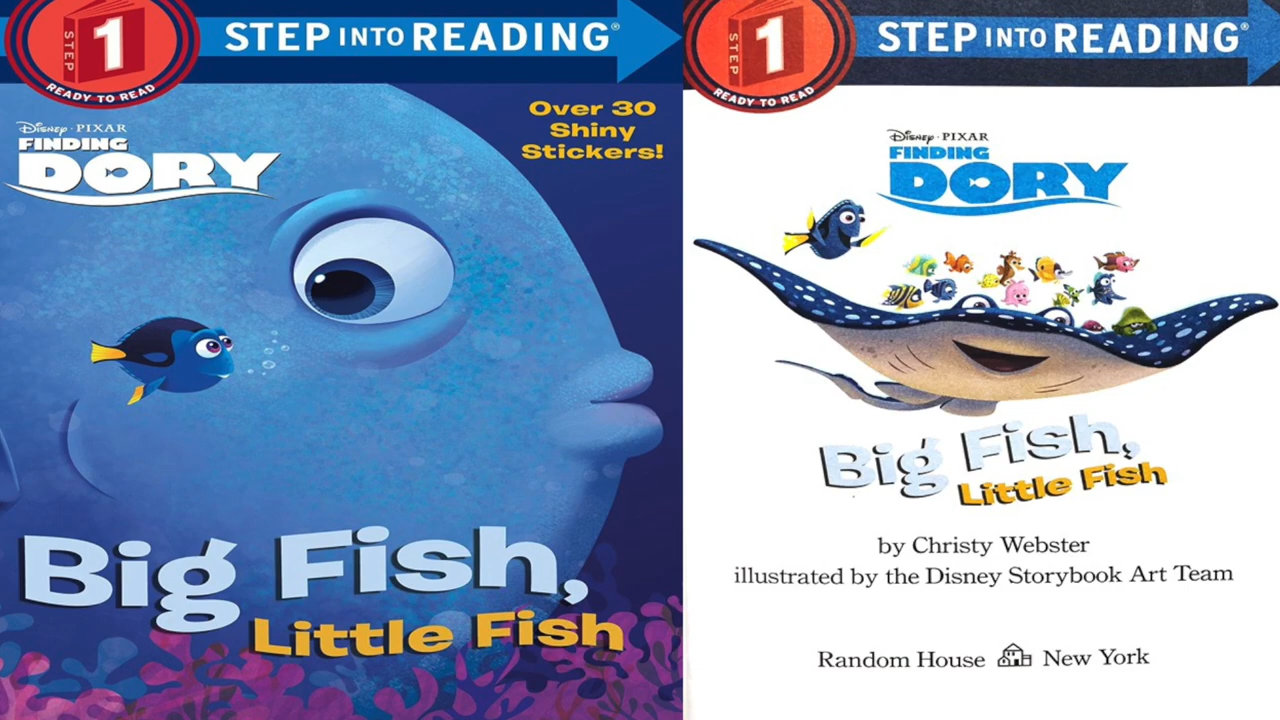 STEP 1
READY TO READ
STEP INTO READING®
Over 30
Shiny
Stickers!
Disney · PIXAR
FINDING
DORY
Big Fish,
Little Fish
STEP 1
READY TO READ
STEP INTO READING®
Disney · PIXAR
FINDING
DORY
Big Fish,
Little Fish
by Christy Webster
illustrated by the Disney Storybook Art Team
Random House New York